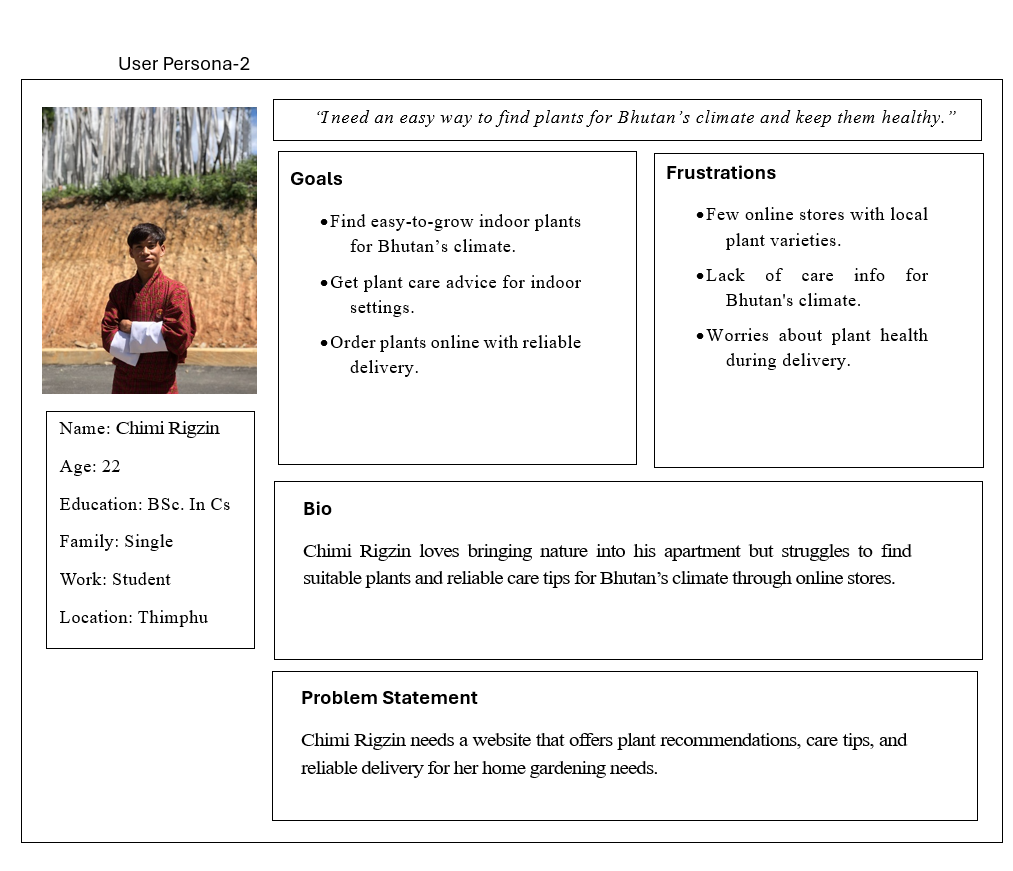 User Persona-2
“I need an easy way to find plants for Bhutan’s climate and keep them healthy.”
Goals
•Find easy-to-grow indoor plants
for Bhutan’s climate.
•Get plant care advice for indoor
settings.
•Order plants online with reliable
delivery.
Frustrations
•Few online stores with local
plant varieties.
•Lack of care info for
Bhutan's climate.
•Worries about plant health
during delivery.
Name: Chimi Rigzin
Age: 22
Education: BSc. In Cs
Family: Single
Work: Student
Location: Thimphu
Bio
Chimi Rigzin loves bringing nature into his apartment but struggles to find
suitable plants and reliable care tips for Bhutan’s climate through online stores.
Problem Statement
Chimi Rigzin needs a website that offers plant recommendations, care tips, and
reliable delivery for her home gardening needs.